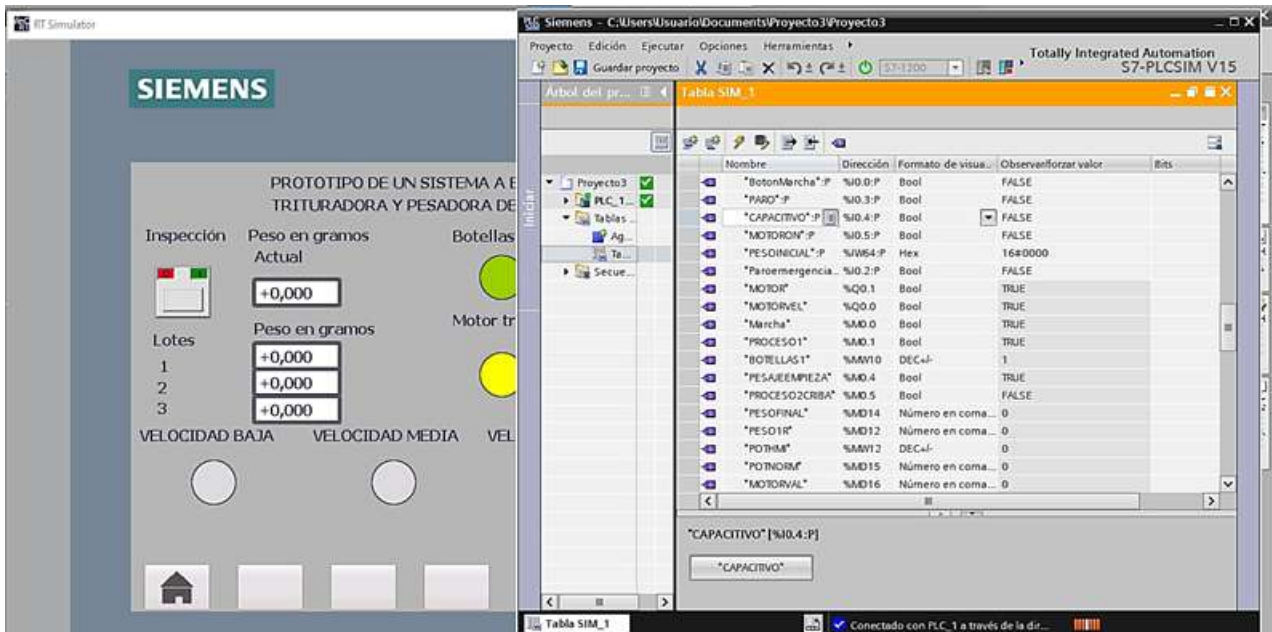 RT Simulator
SIEMENS
PROTOTIPO DE UN SISTEMA A E
TRITURADORA Y PESADORA DE
Inspección Peso en gramos Botellas
Actual
+0,000
Lotes Peso en gramos Motor tr
1 +0,000
2 +0,000
3 +0,000
VELOCIDAD BAJA VELOCIDAD MEDIA VEL
Siemens - C:\Users\Usuario\Documents\Proyecto3\Proyecto3
Proyecto Edición Ejecutar Opciones Herramientas
Totally Integrated Automation
Guardar proyecto S7-1200 S7-PLCSIM V15
Árbol del pr... Tabla SIM_1
Iniciar
Proyecto3
PLC_1...
Tablas ...
Ag...
Ta...
Secue...
Nombre Dirección Formato de visua... Observar/forzar valor Bits
"BotonMarcha":P %I0.0:P Bool FALSE
"PARO":P %I0.3:P Bool FALSE
"CAPACITIVO":P %I0.4:P Bool FALSE
"MOTORON":P %I0.5:P Bool FALSE
"PESOINICIAL":P %IW64:P Hex 16#0000
"Paroemergencia... %I0.2:P Bool FALSE
"MOTOR" %Q0.1 Bool TRUE
"MOTORVEL" %Q0.0 Bool TRUE
"Marcha" %M0.0 Bool TRUE
"PROCESO1" %M0.1 Bool TRUE
"BOTELLAS1" %MW10 DEC+/- 1
"PESAJEEMPIEZA" %M0.4 Bool TRUE
"PROCESO2CRIBA" %M0.5 Bool FALSE
"PESOFINAL" %MD14 Número en coma... 0
"PESO1R" %MD12 Número en coma... 0
"POTHMI" %MW12 DEC+/- 0
"POTNORM" %MD15 Número en coma... 0
"MOTORVAL" %MD16 Número en coma... 0
"CAPACITIVO" [%I0.4:P]
"CAPACITIVO"
Tabla SIM_1 Conectado con PLC_1 a través de la dir...